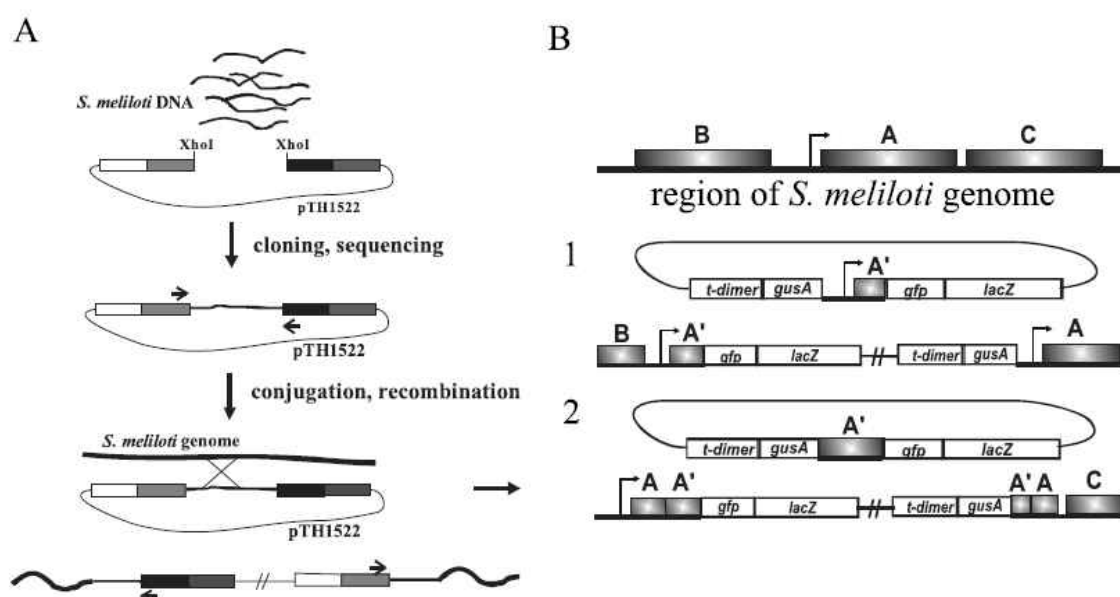 A
S. meliloti DNA
XhoI XhoI
pTH1522
cloning, sequencing
pTH1522
conjugation, recombination
S. meliloti genome
pTH1522
B
B A C
region of S. meliloti genome
1
A'
t-dimer gusA gfp lacZ
B A' A
gfp lacZ // t-dimer gusA
2
A'
t-dimer gusA gfp lacZ
A A' A' A C
gfp lacZ // t-dimer gusA
//